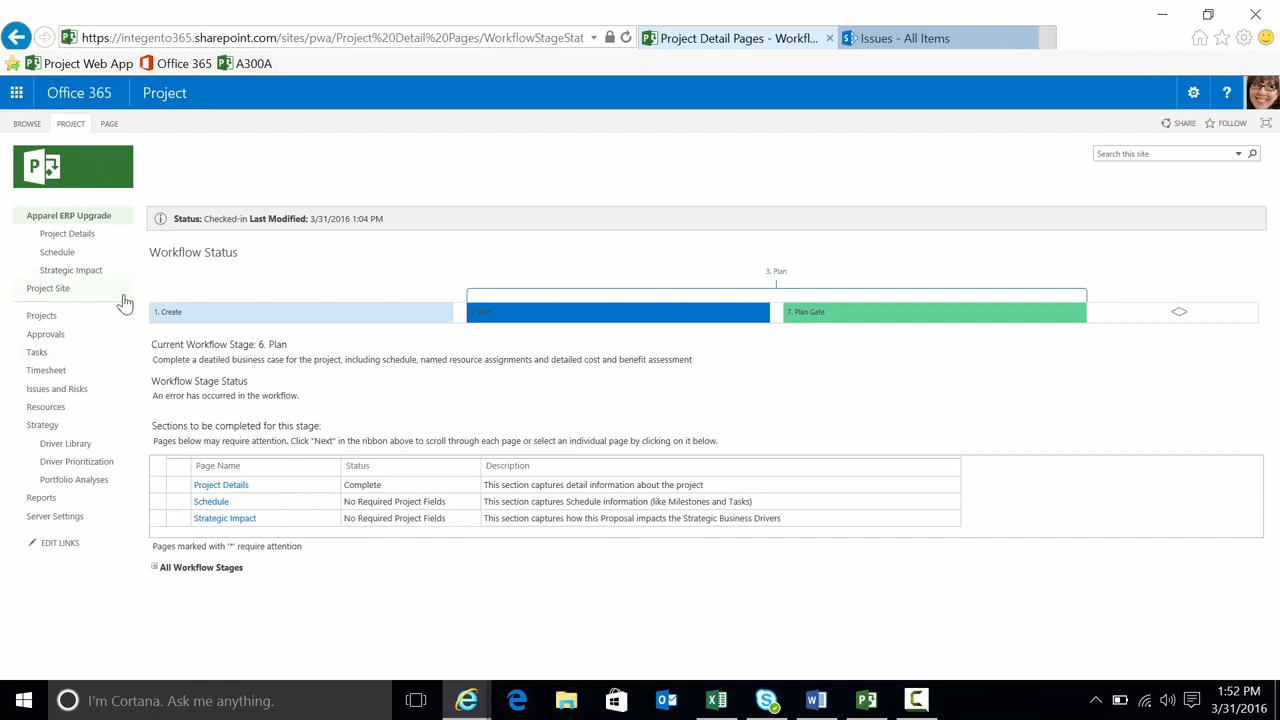 https://integento365.sharepoint.com/sites/pwa/Project%20Detail%20Pages/WorkflowStageStat
Project Detail Pages - Workfl...
Issues - All Items
Project Web App
Office 365
A300A
Office 365
Project
BROWSE
PROJECT
PAGE
SHARE
FOLLOW
P
Search this site
Apparel ERP Upgrade
Project Details
Schedule
Strategic Impact
Project Site
Projects
Approvals
Tasks
Timesheet
Issues and Risks
Resources
Strategy
Driver Library
Driver Prioritization
Portfolio Analyses
Reports
Server Settings
EDIT LINKS
Status: Checked-in Last Modified: 3/31/2016 1:04 PM
Workflow Status
3. Plan
1. Create
7. Plan Gate
Current Workflow Stage: 6. Plan
Complete a deatiled business case for the project, including schedule, named resource assignments and detailed cost and benefit assessment
Workflow Stage Status
An error has occurred in the workflow.
Sections to be completed for this stage:
Pages below may require attention. Click "Next" in the ribbon above to scroll through each page or select an individual page by clicking on it below.
Page Name Status Description
Project Details Complete This section captures detail information about the project
Schedule No Required Project Fields This section captures Schedule information (like Milestones and Tasks)
Strategic Impact No Required Project Fields This section captures how this Proposal impacts the Strategic Business Drivers
Pages marked with '*' require attention
All Workflow Stages
I'm Cortana. Ask me anything.
1:52 PM
3/31/2016